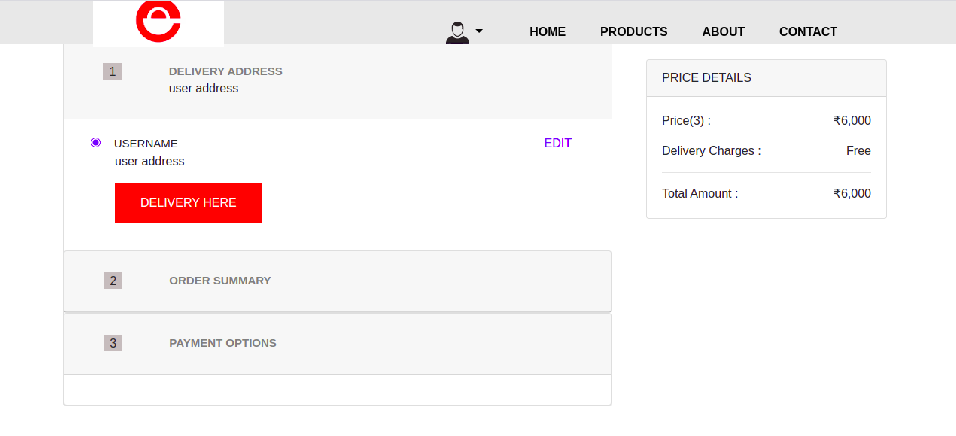 HOME PRODUCTS ABOUT CONTACT
1 DELIVERY ADDRESS
user address
USERNAME EDIT
user address
DELIVERY HERE
2 ORDER SUMMARY
3 PAYMENT OPTIONS
PRICE DETAILS
Price(3) : ₹6,000
Delivery Charges : Free
Total Amount : ₹6,000